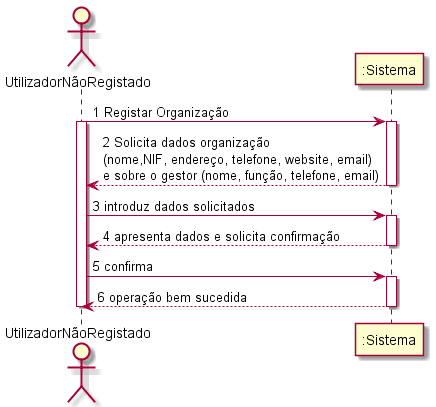 UtilizadorNãoRegistado
:Sistema
1 Registar Organização
2 Solicita dados organização
(nome,NIF, endereço, telefone, website, email)
e sobre o gestor (nome, função, telefone, email)
3 introduz dados solicitados
4 apresenta dados e solicita confirmação
5 confirma
6 operação bem sucedida
UtilizadorNãoRegistado
:Sistema